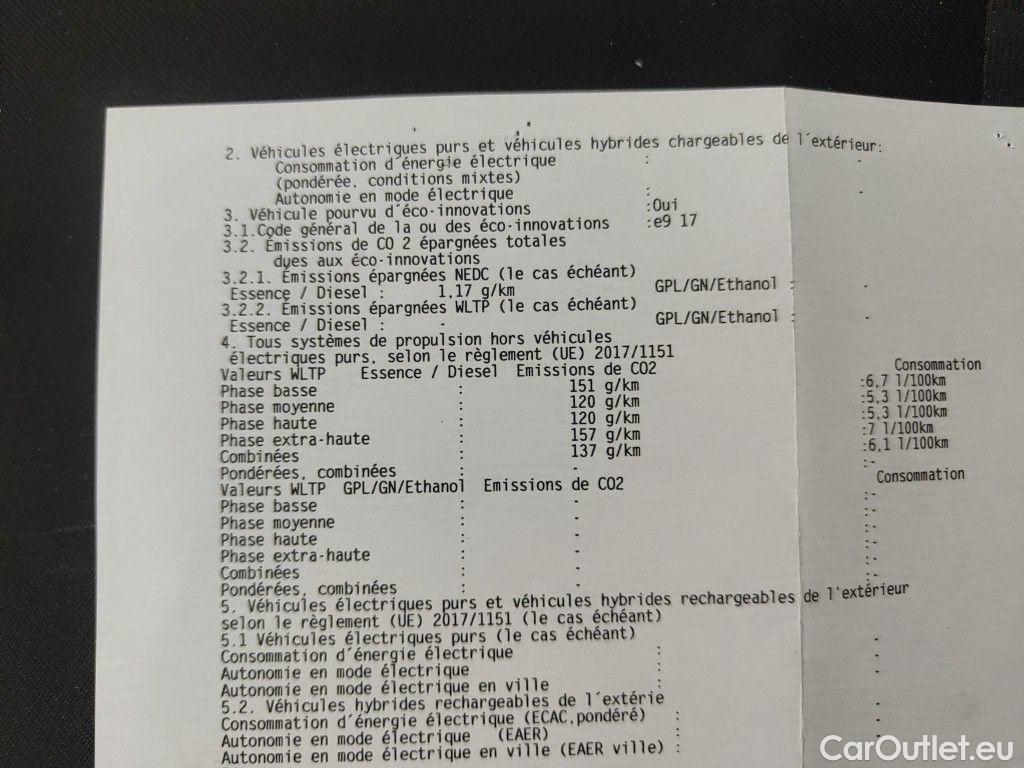 2. Véhicules électriques purs et véhicules hybrides chargeables de l´extérieur:
Consommation d´énergie électrique : -
(pondérée, conditions mixtes)
Autonomie en mode électrique : -
3. Véhicule pourvu d´éco-innovations :Oui
3.1.Code général de la ou des éco-innovations :e9 17
3.2. Émissions de CO 2 épargnées totales
dues aux éco-innovations
3.2.1. Émissions épargnées NEDC (le cas échéant)
Essence / Diesel : 1,17 g/km GPL/GN/Ethanol : -
3.2.2. Émissions épargnées WLTP (le cas échéant)
Essence / Diesel : - GPL/GN/Ethanol : -
4. Tous systèmes de propulsion hors véhicules
électriques purs, selon le règlement (UE) 2017/1151
Valeurs WLTP Essence / Diesel Emissions de CO2 Consommation
Phase basse : 151 g/km :6,7 l/100km
Phase moyenne : 120 g/km :5,3 l/100km
Phase haute : 120 g/km :5,3 l/100km
Phase extra-haute : 157 g/km :7 l/100km
Combinées : 137 g/km :6,1 l/100km
Pondérées, combinées : - :-
Valeurs WLTP GPL/GN/Ethanol Emissions de CO2 Consommation
Phase basse : - :-
Phase moyenne : - :-
Phase haute : - :-
Phase extra-haute : - :-
Combinées : - :-
Pondérées, combinées : - :-
5. Véhicules électriques purs et véhicules hybrides rechargeables de l'extérieur
selon le règlement (UE) 2017/1151 (le cas échéant)
5.1 Véhicules électriques purs (le cas échéant)
Consommation d´énergie électrique : -
Autonomie en mode électrique : -
Autonomie en mode électrique en ville : -
5.2. Véhicules hybrides rechargeables de l´extérie
Consommation d´énergie électrique (ECAC,pondéré) : -
Autonomie en mode électrique (EAER) : -
Autonomie en mode électrique en ville (EAER ville) : -
CarOutlet.eu